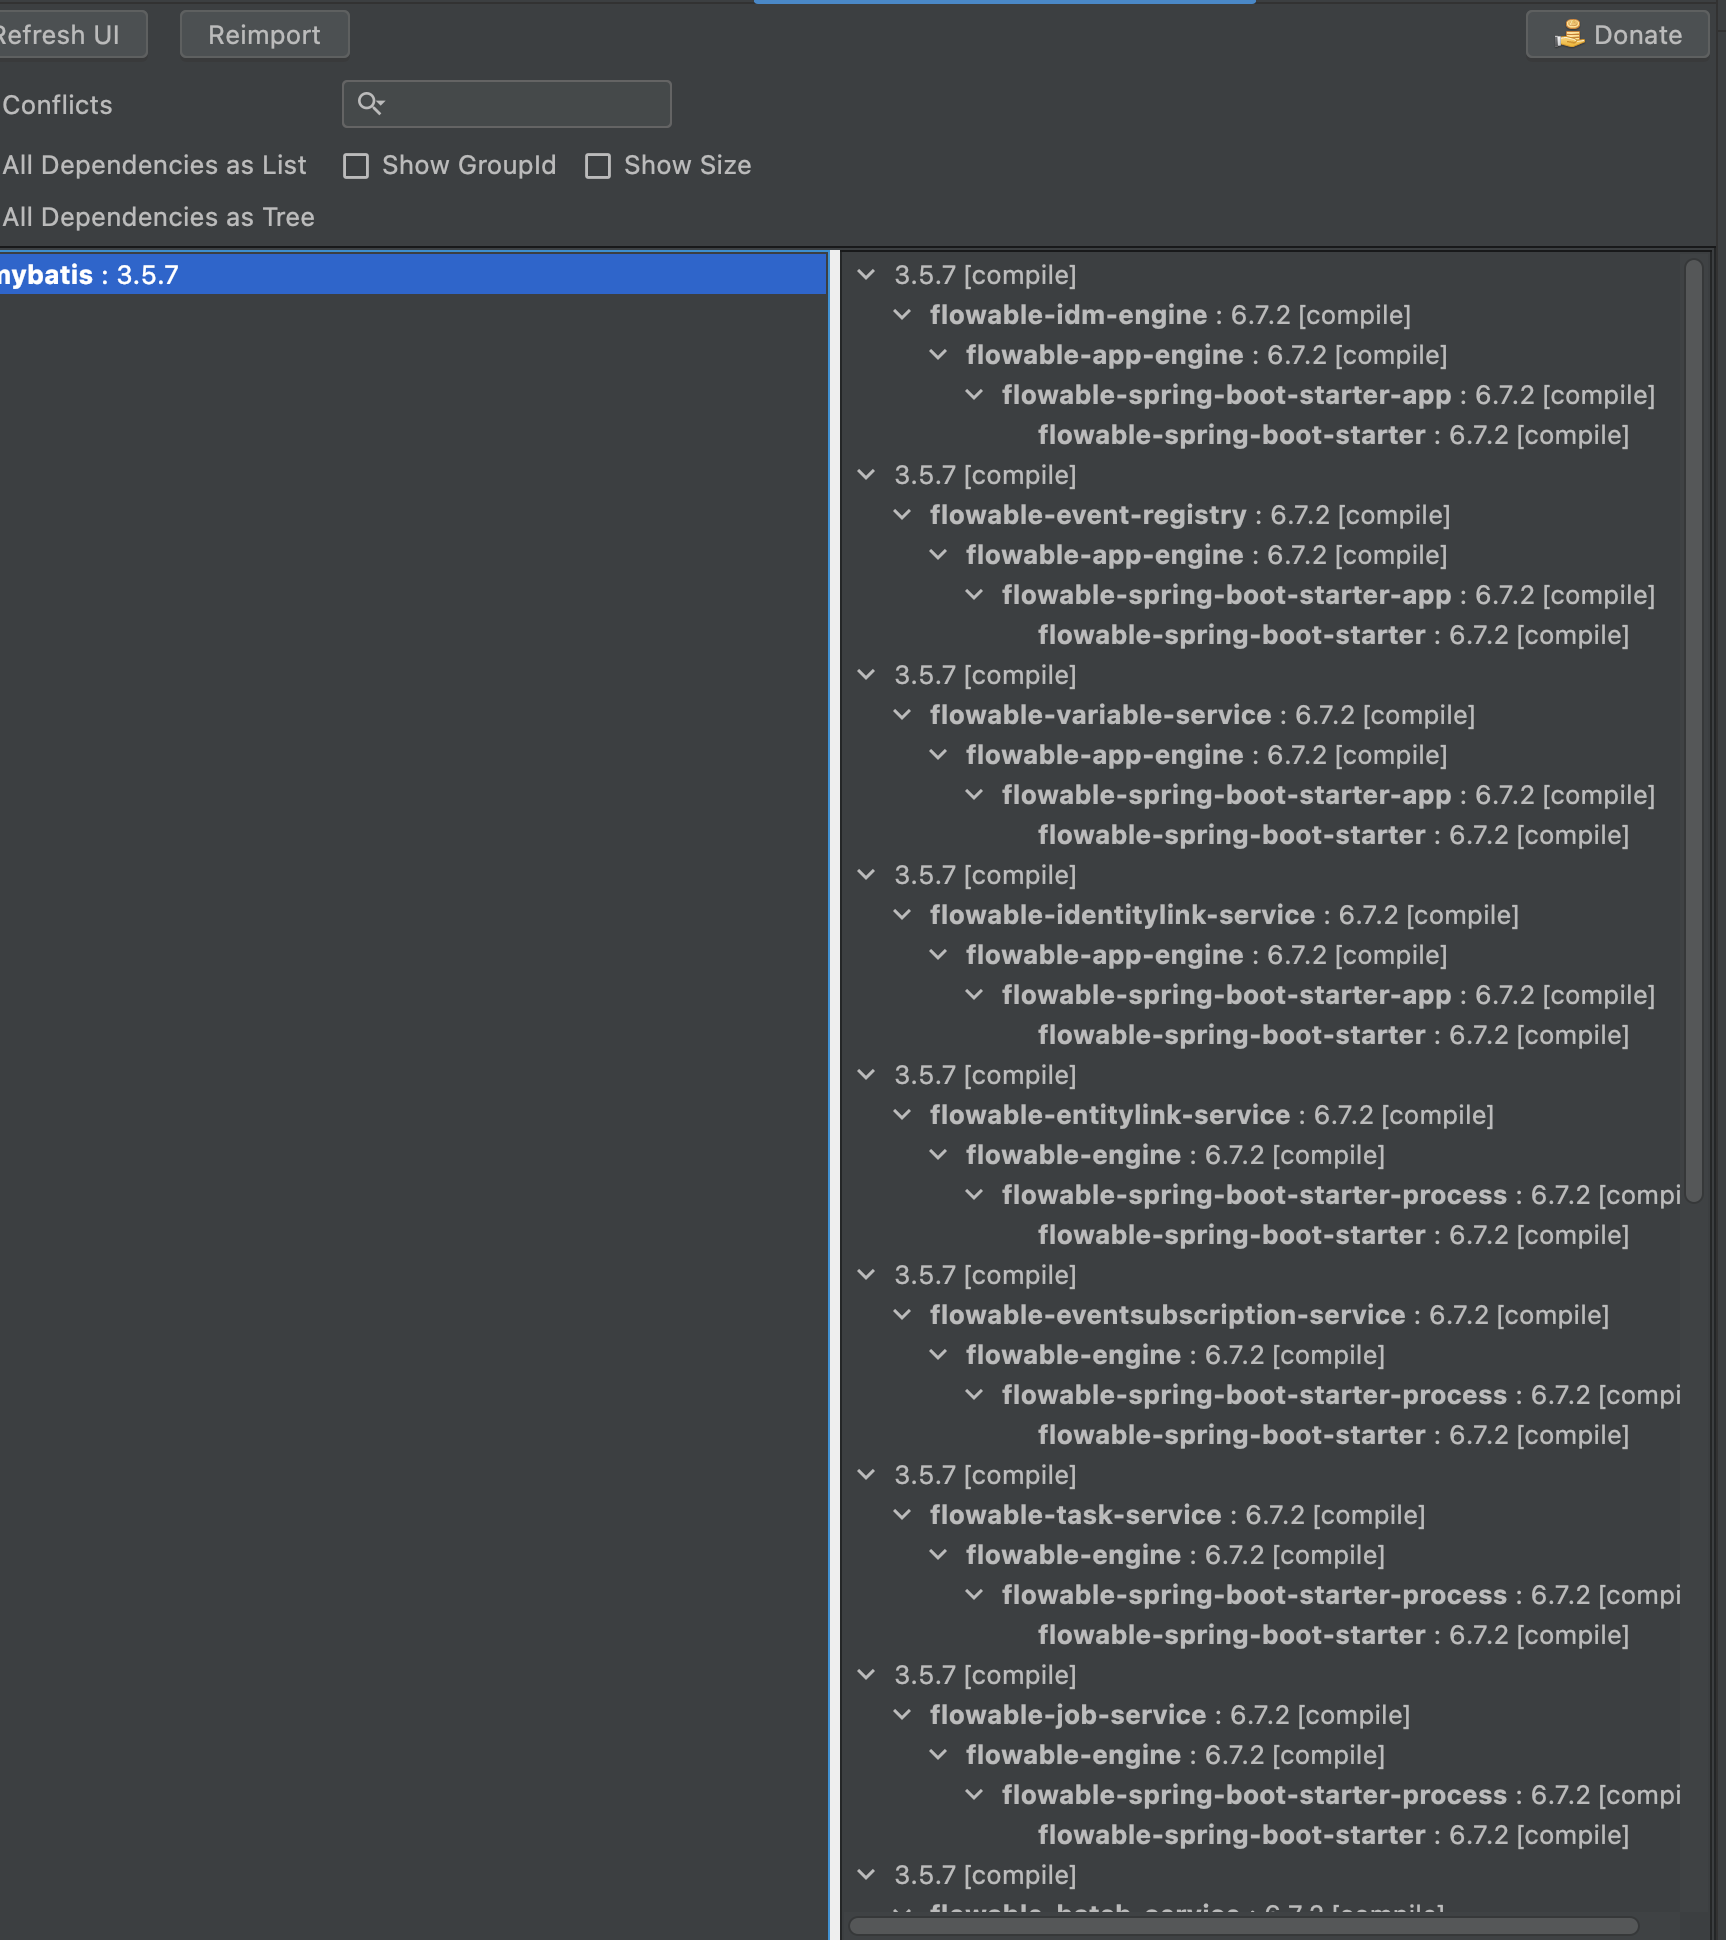 Refresh UI
Reimport
Donate
Conflicts
All Dependencies as List
Show GroupId
Show Size
All Dependencies as Tree
mybatis : 3.5.7
3.5.7 [compile]
flowable-idm-engine : 6.7.2 [compile]
flowable-app-engine : 6.7.2 [compile]
flowable-spring-boot-starter-app : 6.7.2 [compile]
flowable-spring-boot-starter : 6.7.2 [compile]
3.5.7 [compile]
flowable-event-registry : 6.7.2 [compile]
flowable-app-engine : 6.7.2 [compile]
flowable-spring-boot-starter-app : 6.7.2 [compile]
flowable-spring-boot-starter : 6.7.2 [compile]
3.5.7 [compile]
flowable-variable-service : 6.7.2 [compile]
flowable-app-engine : 6.7.2 [compile]
flowable-spring-boot-starter-app : 6.7.2 [compile]
flowable-spring-boot-starter : 6.7.2 [compile]
3.5.7 [compile]
flowable-identitylink-service : 6.7.2 [compile]
flowable-app-engine : 6.7.2 [compile]
flowable-spring-boot-starter-app : 6.7.2 [compile]
flowable-spring-boot-starter : 6.7.2 [compile]
3.5.7 [compile]
flowable-entitylink-service : 6.7.2 [compile]
flowable-engine : 6.7.2 [compile]
flowable-spring-boot-starter-process : 6.7.2 [compi
flowable-spring-boot-starter : 6.7.2 [compile]
3.5.7 [compile]
flowable-eventsubscription-service : 6.7.2 [compile]
flowable-engine : 6.7.2 [compile]
flowable-spring-boot-starter-process : 6.7.2 [compi
flowable-spring-boot-starter : 6.7.2 [compile]
3.5.7 [compile]
flowable-task-service : 6.7.2 [compile]
flowable-engine : 6.7.2 [compile]
flowable-spring-boot-starter-process : 6.7.2 [compi
flowable-spring-boot-starter : 6.7.2 [compile]
3.5.7 [compile]
flowable-job-service : 6.7.2 [compile]
flowable-engine : 6.7.2 [compile]
flowable-spring-boot-starter-process : 6.7.2 [compi
flowable-spring-boot-starter : 6.7.2 [compile]
3.5.7 [compile]
flowable-batch-service : 6.7.2 [compile]